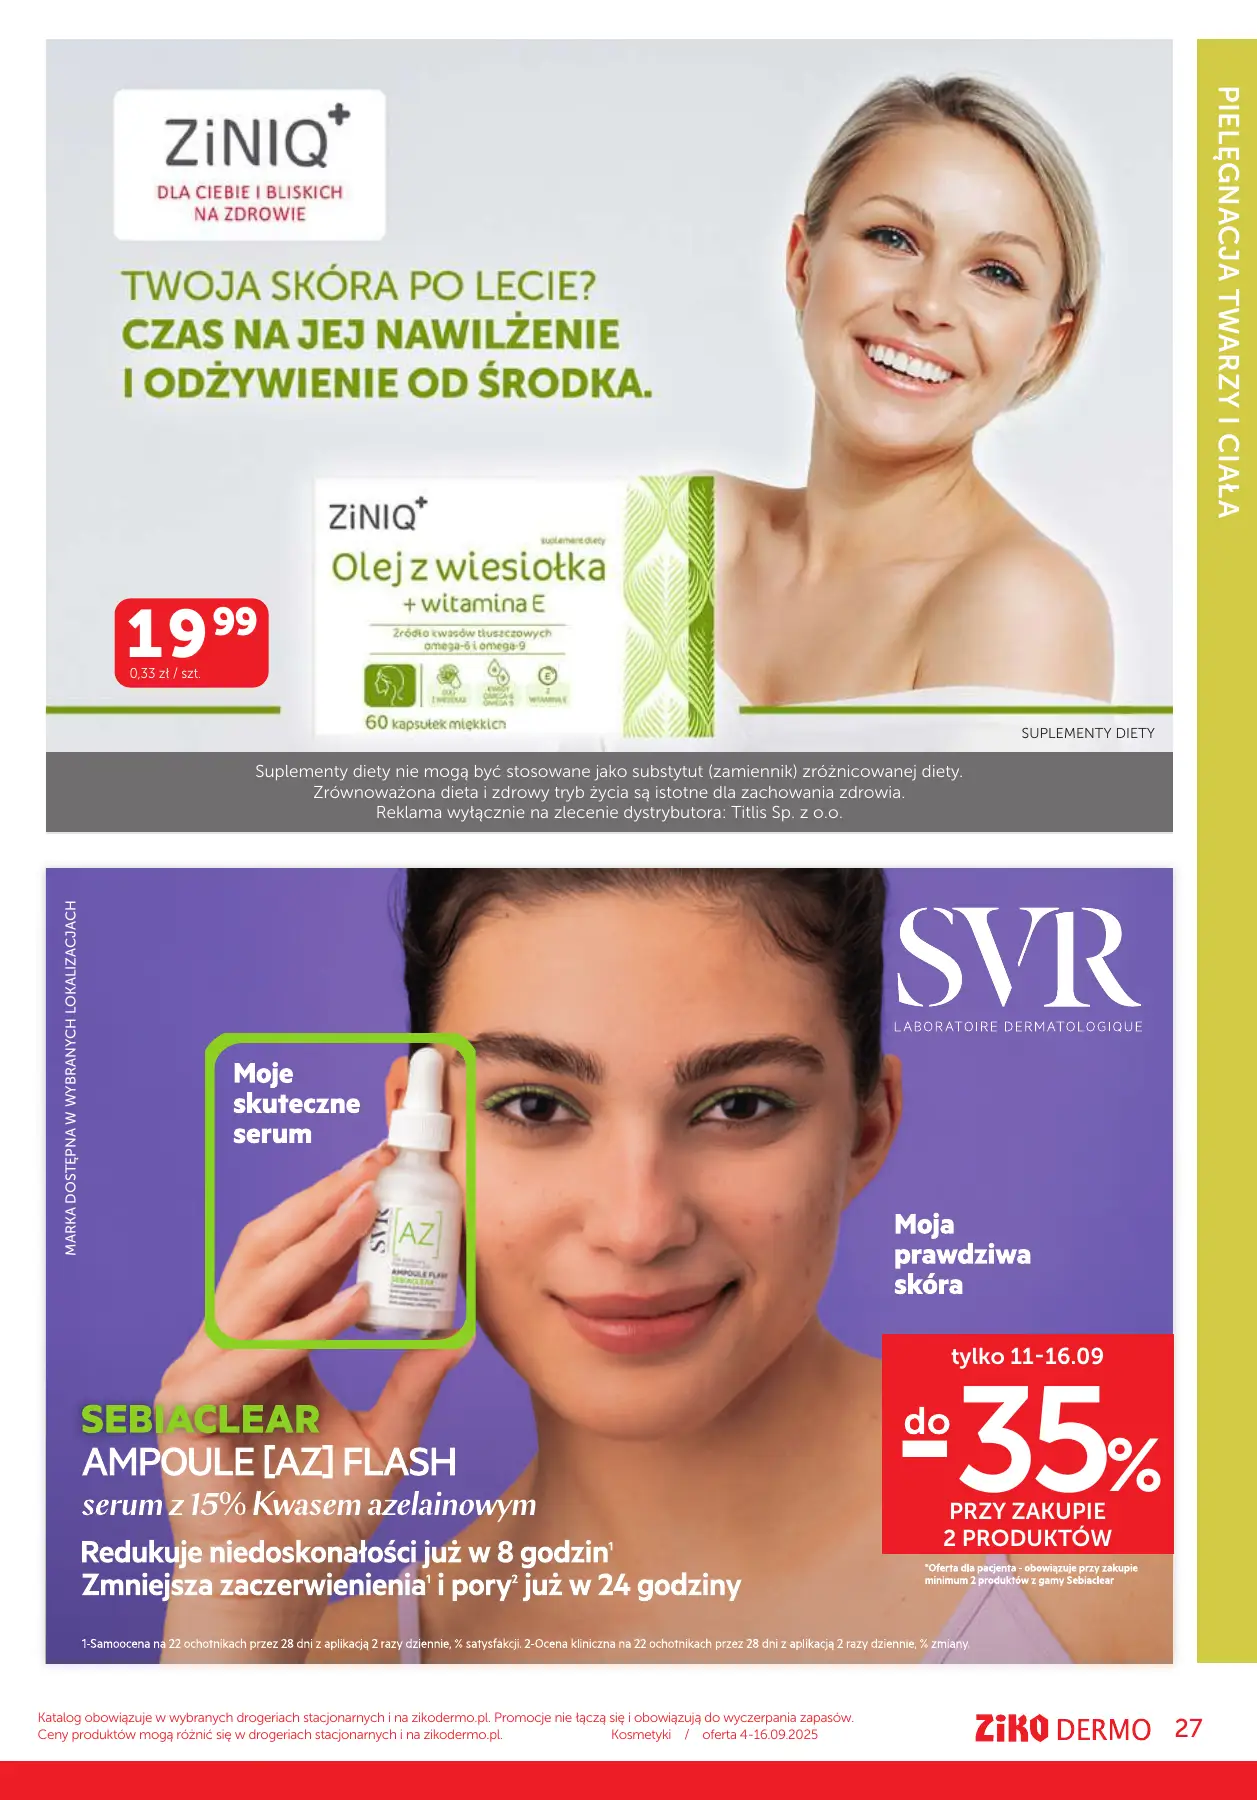 ZiNIQ+
DLA CIEBIE I BLISKICH
NA ZDROWIE
TWOJA SKÓRA PO LECIE?
CZAS NA JEJ NAWILŻENIE
I ODŻYWIENIE OD ŚRODKA.
ZiNIQ+
suplement diety
Olej z wiesiołka
+ witamina E
Źródło kwasów tłuszczowych
omega-6 i omega-9
60 kapsułek miękkich
19 99
0,33 zł / szt.
SUPLEMENTY DIETY
Suplementy diety nie mogą być stosowane jako substytut (zamiennik) zróżnicowanej diety.
Zrównoważona dieta i zdrowy tryb życia są istotne dla zachowania zdrowia.
Reklama wyłącznie na zlecenie dystrybutora: Titlis Sp. z o.o.
PIELĘGNACJA TWARZY I CIAŁA
MARKA DOSTĘPNA W WYBRANYCH LOKALIZACJACH
SVR
LABORATOIRE DERMATOLOGIQUE
Moje
skuteczne
serum
SVR
[AZ]
AMPOULE FLASH
SEBIACLEAR
Moja
prawdziwa
skóra
tylko 11-16.09
do -35%
PRZY ZAKUPIE
2 PRODUKTÓW
*Oferta dla pacjenta - obowiązuje przy zakupie
minimum 2 produktów z gamy Sebiaclear
SEBIACLEAR
AMPOULE [AZ] FLASH
serum z 15% Kwasem azelainowym
Redukuje niedoskonałości już w 8 godzin¹
Zmniejsza zaczerwienienia¹ i pory² już w 24 godziny
1-Samoocena na 22 ochotnikach przez 28 dni z aplikacją 2 razy dziennie, % satysfakcji. 2-Ocena kliniczna na 22 ochotnikach przez 28 dni z aplikacją 2 razy dziennie, % zmiany.
Katalog obowiązuje w wybranych drogeriach stacjonarnych i na zikodermo.pl. Promocje nie łączą się i obowiązują do wyczerpania zapasów.
Ceny produktów mogą różnić się w drogeriach stacjonarnych i na zikodermo.pl. Kosmetyki / oferta 4-16.09.2025
ZIKO DERMO 27